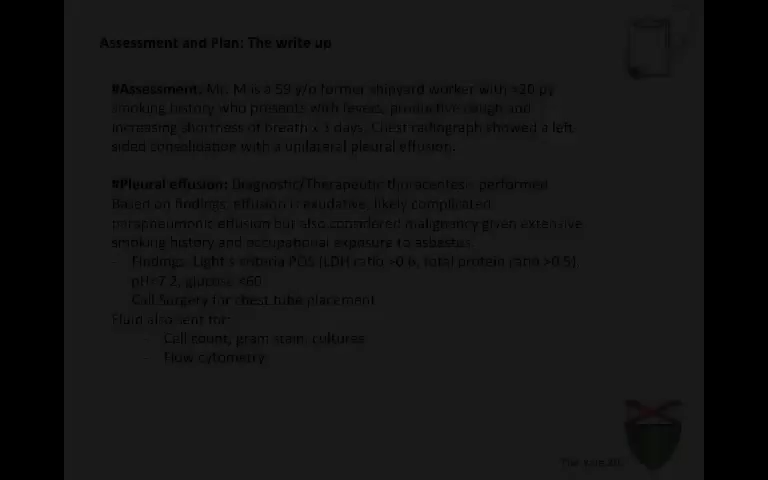 Assessment and Plan: The write up
#Assessment. Mr. M is a 59 y/o former shipyard worker with >20 py
smoking history who presents with fevers, productive cough and
increasing shortness of breath x 3 days. Chest radiograph showed a left
sided consolidation with a unilateral pleural effusion.
#Pleural effusion: Diagnostic/Therapeutic thoracentesis performed
Based on findings, effusion is exudative, likely complicated
parapneumonic effusion but also considered malignancy given extensive
smoking history and occupational exposure to asbestos.
- Findings: Light's criteria POS [LDH ratio >0.6, total protein ratio >0.5],
pH<7.2, glucose <60
Call Surgery for chest tube placement
Fluid also sent for:
- Cell count, gram stain, cultures
- Flow cytometry